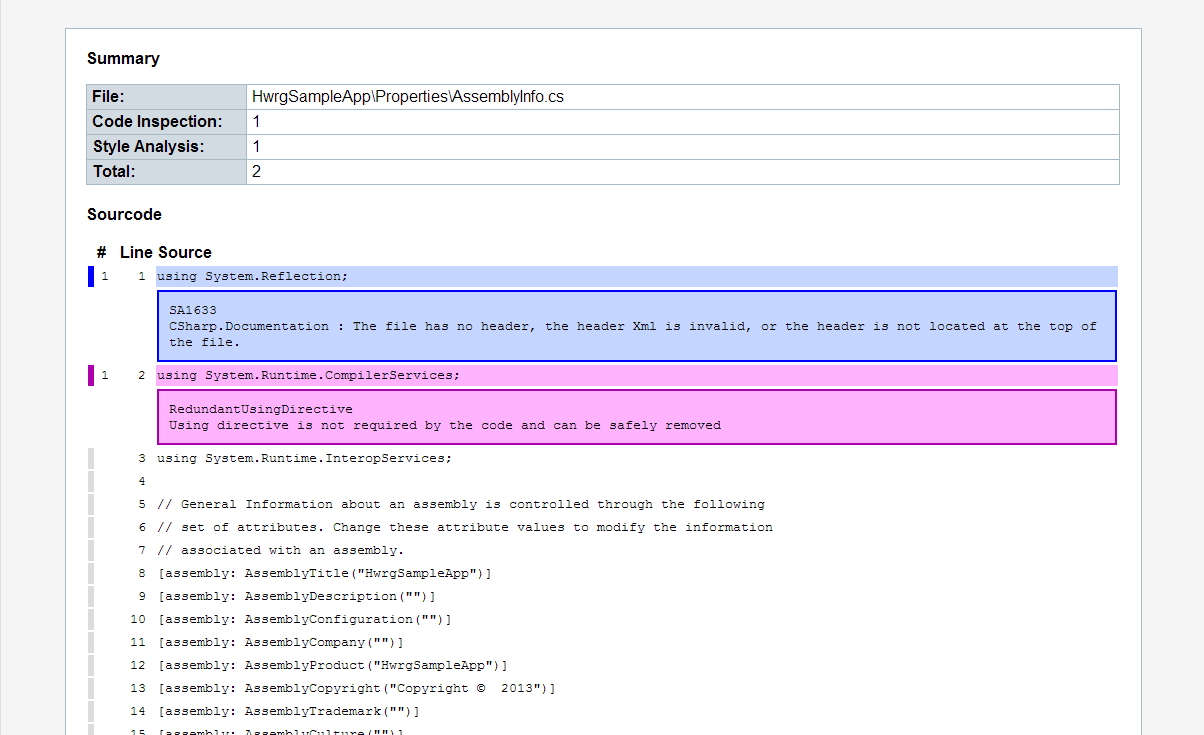 Summary
File: HwrgSampleApp\Properties\AssemblyInfo.cs
Code Inspection: 1
Style Analysis: 1
Total: 2
Sourcode
# Line Source
1 1 using System.Reflection;
SA1633
CSharp.Documentation : The file has no header, the header Xml is invalid, or the header is not located at the top of
the file.
1 2 using System.Runtime.CompilerServices;
RedundantUsingDirective
Using directive is not required by the code and can be safely removed
3 using System.Runtime.InteropServices;
4
5 // General Information about an assembly is controlled through the following
6 // set of attributes. Change these attribute values to modify the information
7 // associated with an assembly.
8 [assembly: AssemblyTitle("HwrgSampleApp")]
9 [assembly: AssemblyDescription("")]
10 [assembly: AssemblyConfiguration("")]
11 [assembly: AssemblyCompany("")]
12 [assembly: AssemblyProduct("HwrgSampleApp")]
13 [assembly: AssemblyCopyright("Copyright ©  2013")]
14 [assembly: AssemblyTrademark("")]
15 [assembly: AssemblyCulture("")]